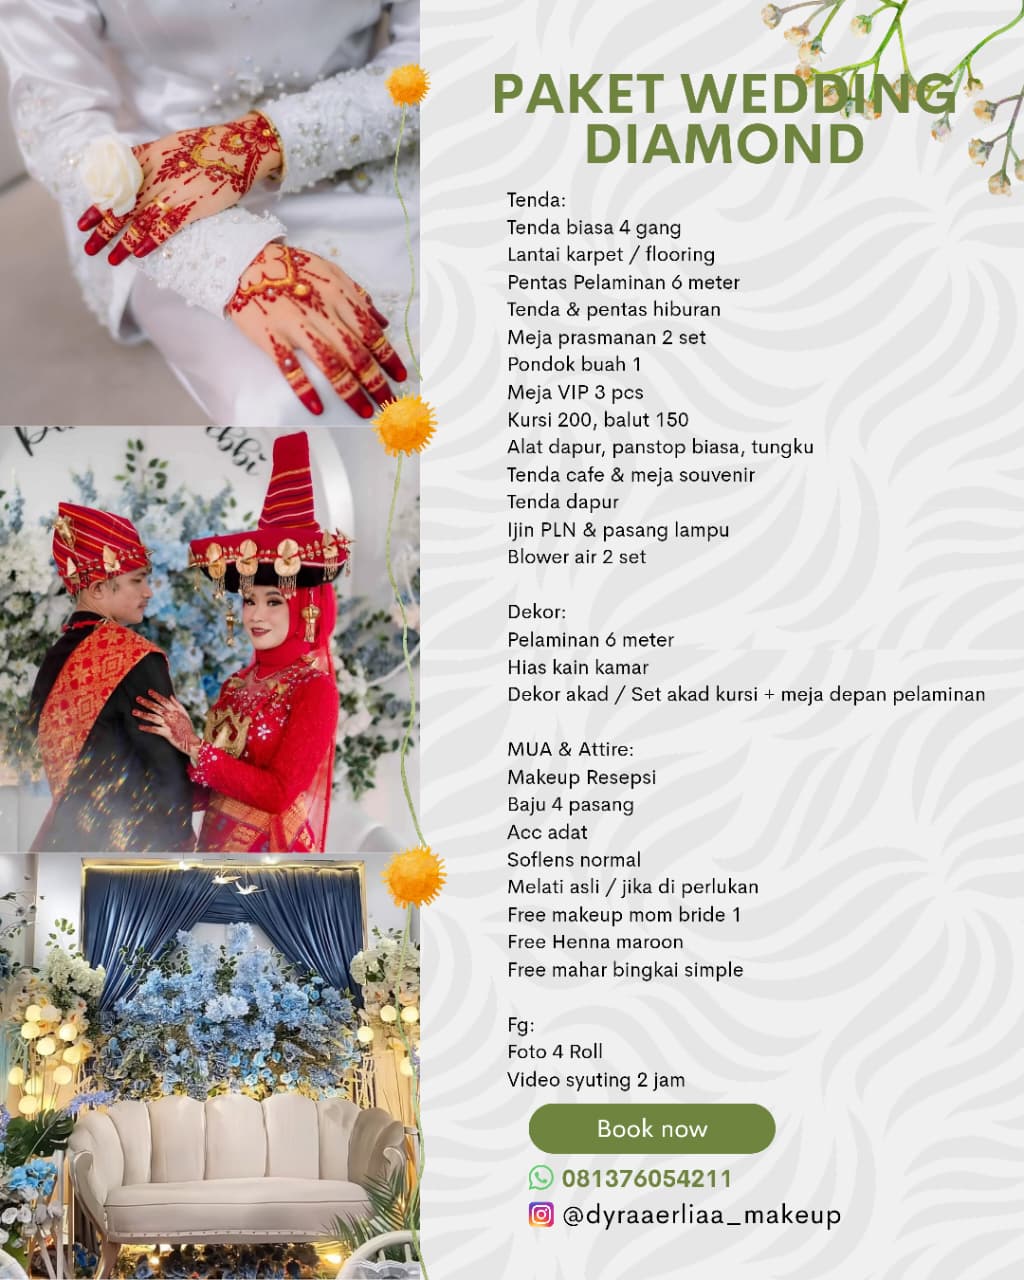 PAKET WEDDING
DIAMOND
Tenda:
Tenda biasa 4 gang
Lantai karpet / flooring
Pentas Pelaminan 6 meter
Tenda & pentas hiburan
Meja prasmanan 2 set
Pondok buah 1
Meja VIP 3 pcs
Kursi 200, balut 150
Alat dapur, panstop biasa, tungku
Tenda cafe & meja souvenir
Tenda dapur
Ijin PLN & pasang lampu
Blower air 2 set
Dekor:
Pelaminan 6 meter
Hias kain kamar
Dekor akad / Set akad kursi + meja depan pelaminan
MUA & Attire:
Makeup Resepsi
Baju 4 pasang
Acc adat
Soflens normal
Melati asli / jika di perlukan
Free makeup mom bride 1
Free Henna maroon
Free mahar bingkai simple
Fg:
Foto 4 Roll
Video syuting 2 jam
Book now
081376054211
@dyraaerliaa_makeup